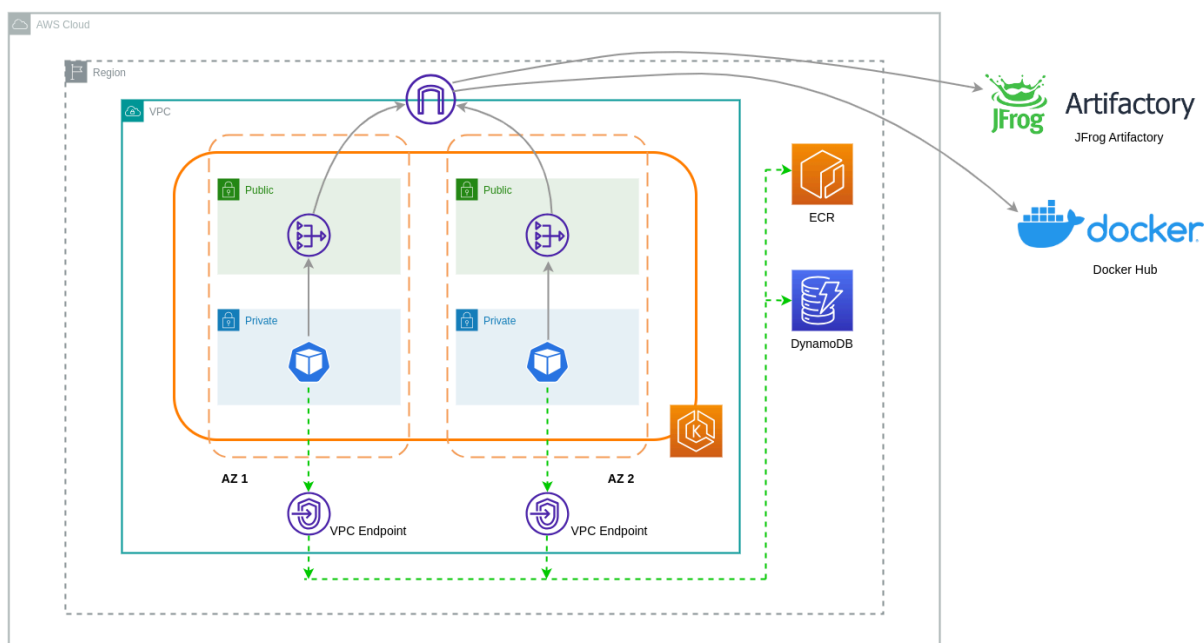 AWS Cloud
Region
VPC
Public
Public
Private
Private
K
AZ 1
AZ 2
VPC Endpoint
VPC Endpoint
ECR
DynamoDB
JFrog
Artifactory
JFrog Artifactory
docker
Docker Hub